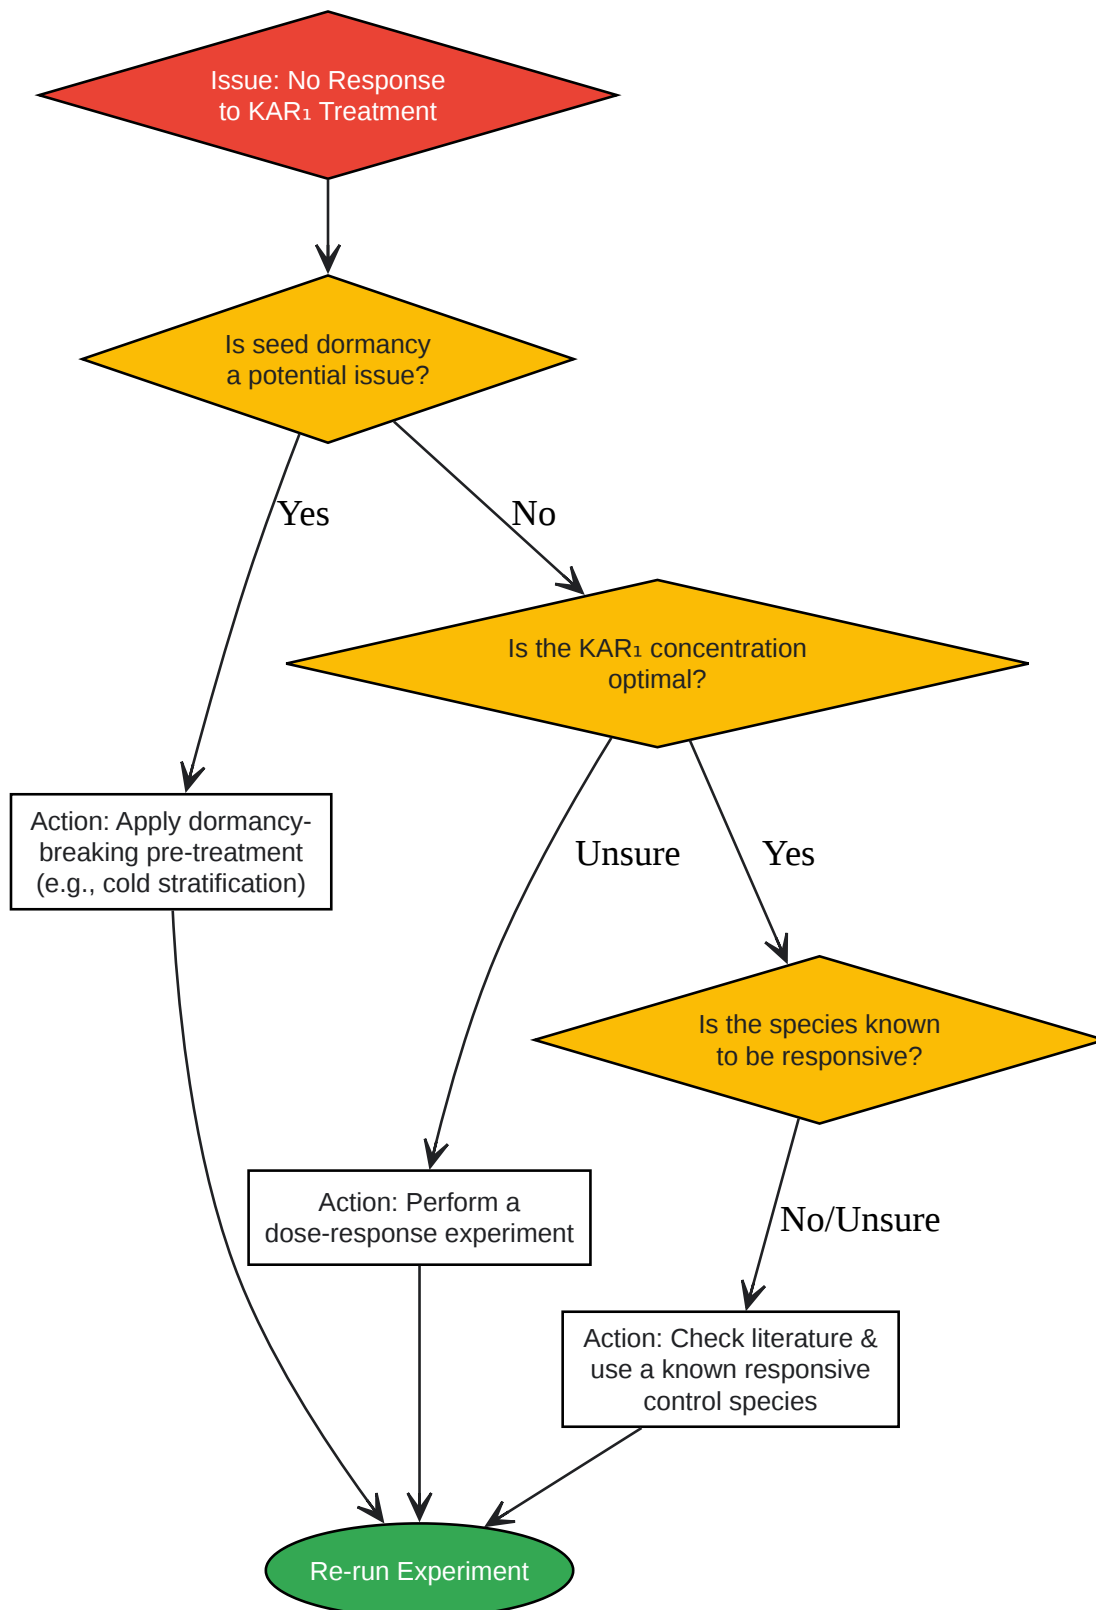 Issue: No Response
to KAR₁ Treatment
Is seed dormancy
a potential issue?
Yes
No
Is the KAR₁ concentration
optimal?
Action: Apply dormancy-
breaking pre-treatment
(e.g., cold stratification)
Unsure
Yes
Is the species known
to be responsive?
Action: Perform a
dose-response experiment
No/Unsure
Action: Check literature &
use a known responsive
control species
Re-run Experiment